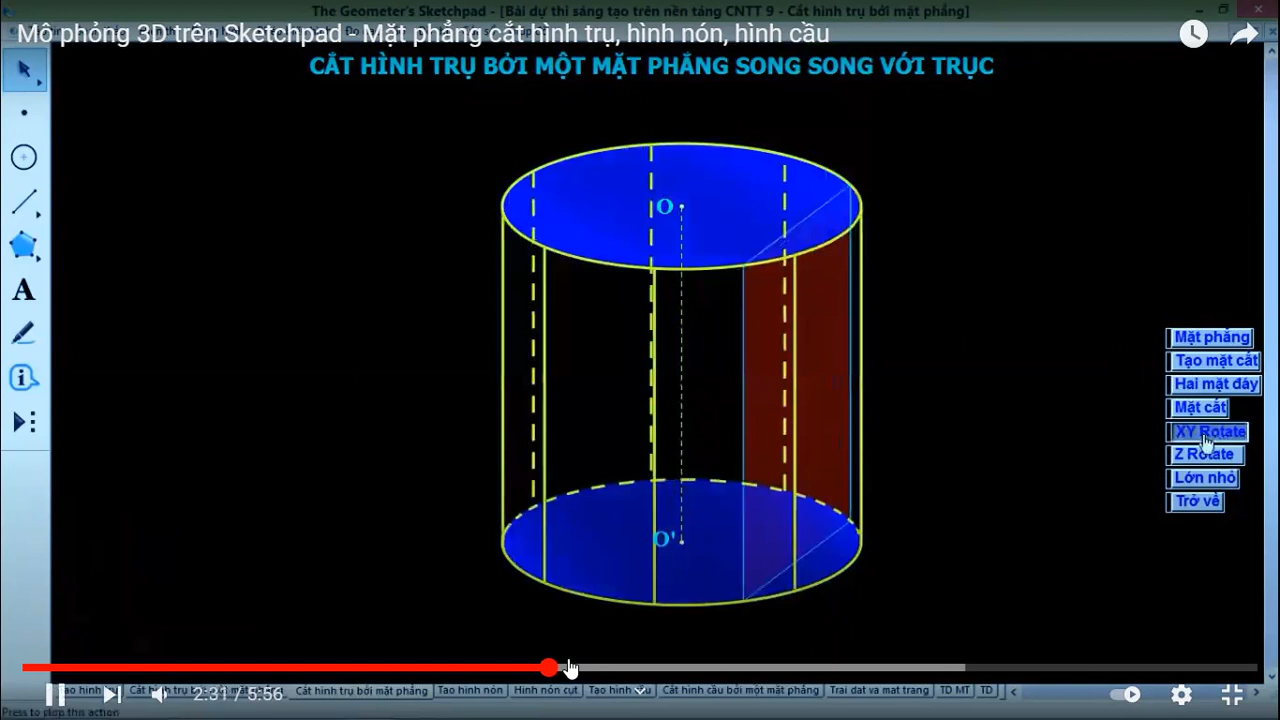 The Geometer's Sketchpad - [Bài dự thi sáng tạo trên nền tảng CNTT 9 - Cắt hình trụ bởi mặt phẳng]
Mô phỏng 3D trên Sketchpad - Mặt phẳng cắt hình trụ, hình nón, hình cầu
CẮT HÌNH TRỤ BỞI MỘT MẶT PHẲNG SONG SONG VỚI TRỤC
O
A
Mặt phẳng
Tạo mặt cắt
Hai mặt đáy
Mặt cắt
XY Rotate
Z Rotate
Lớn nhỏ
Trở về
O'
2:31 / 5:56
Cắt hình trụ bởi mặt phẳng
Tạo hình nón
Hình nón cụt
Tạo hình cầu
Cắt hình cầu bởi một mặt phẳng
Trai dat va mat trang
TD MT
TD
Press to stop this action